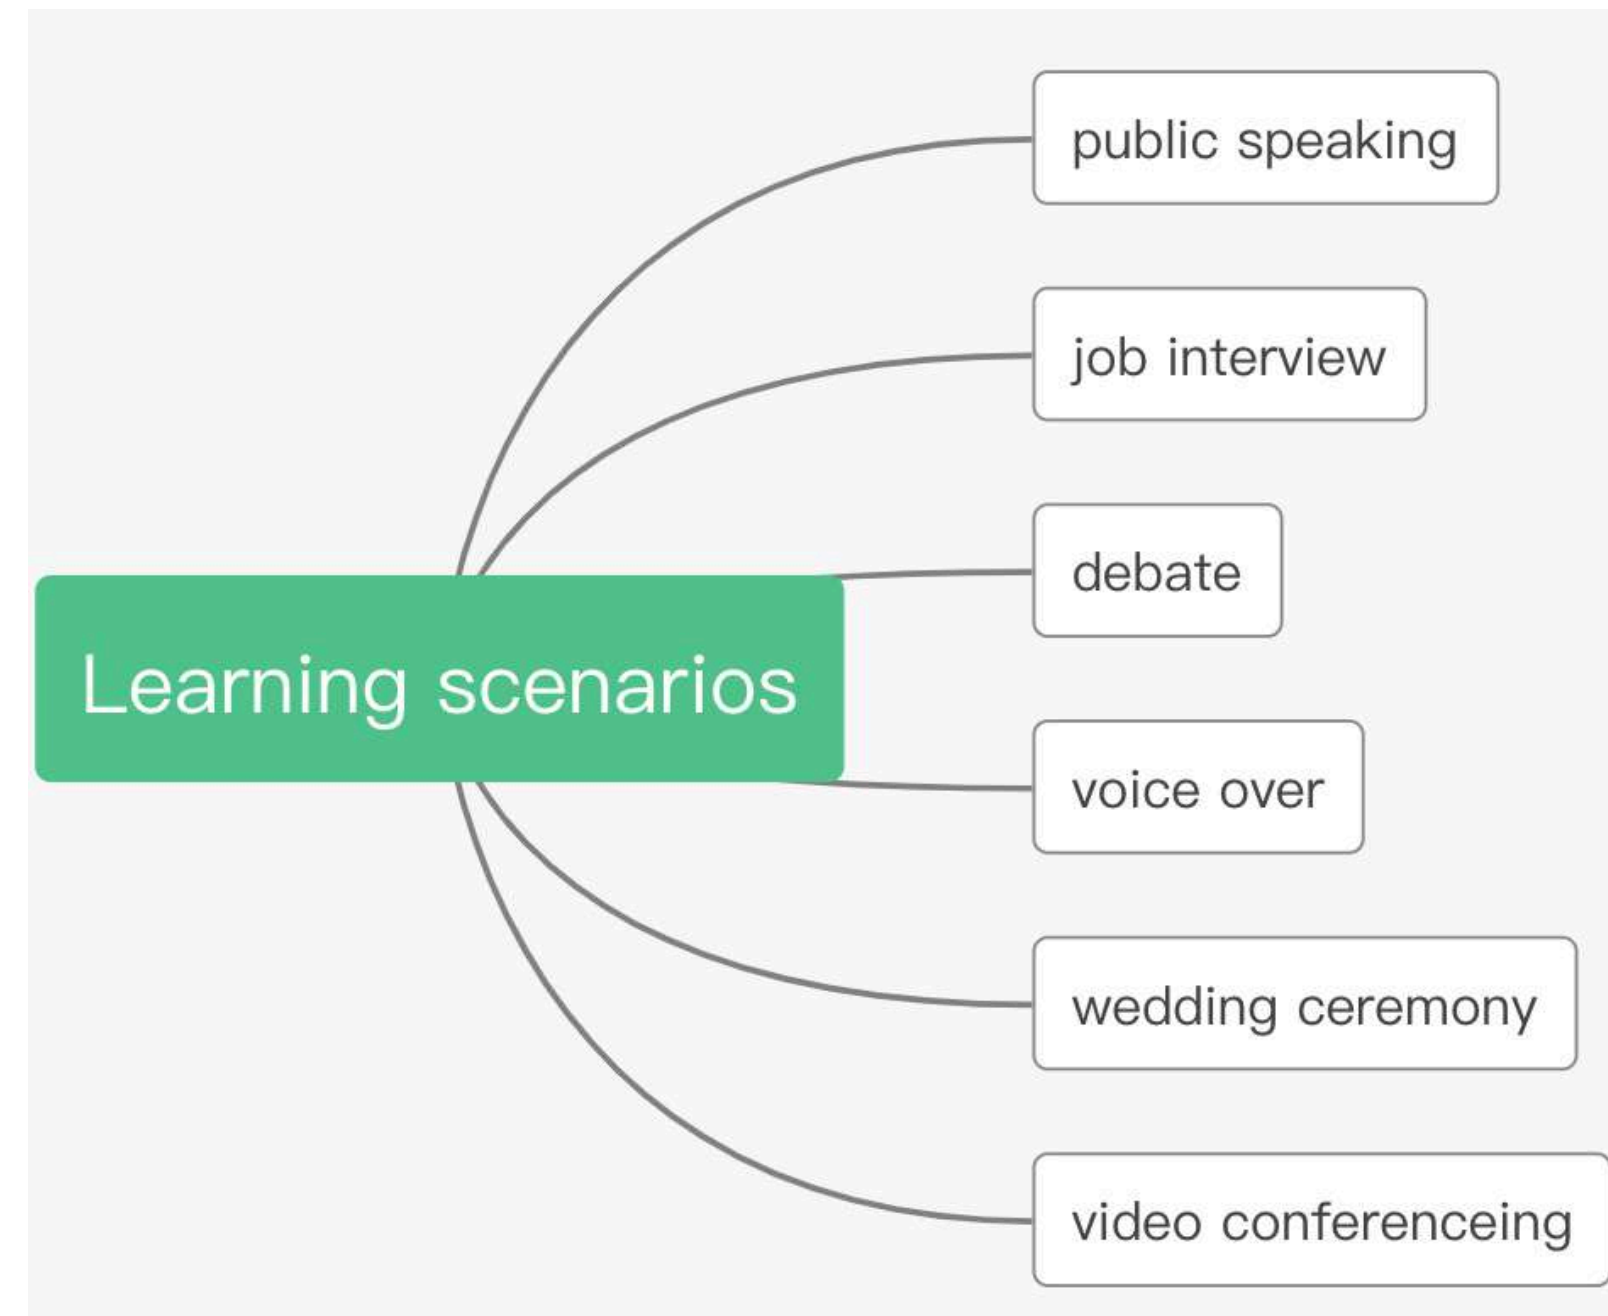 public speaking
job interview
debate
Learning scenarios
voice over
wedding ceremony
video conferenceing